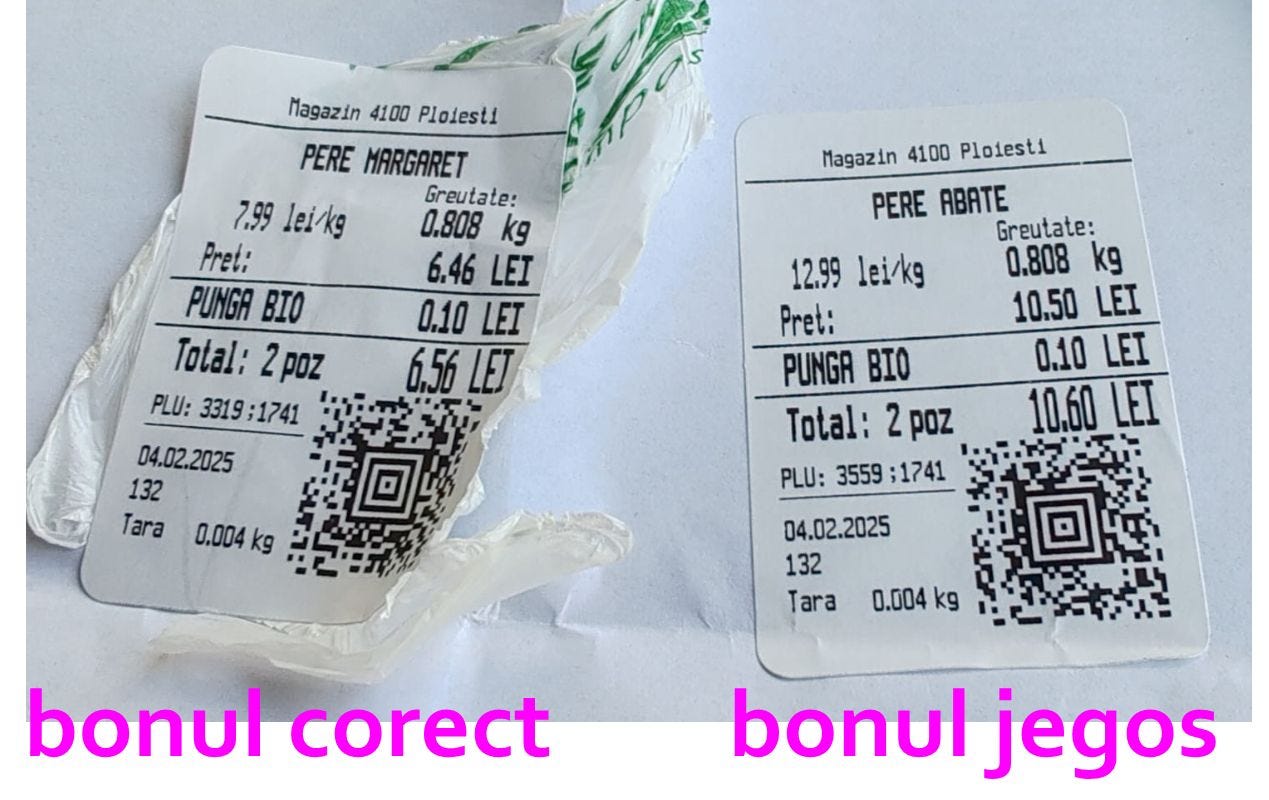 Magazin 4100 Ploiesti
PERE MARGARET
Greutate:
7.99 lei/kg 0.808 kg
Pret: 6.46 LEI
PUNGA BIO 0.10 LEI
Total: 2 poz 6.56 LEI
PLU: 3319;1741
04.02.2025
132
Tara 0.004 kg
Magazin 4100 Ploiesti
PERE ABATE
Greutate:
12.99 lei/kg 0.808 kg
Pret: 10.50 LEI
PUNGA BIO 0.10 LEI
Total: 2 poz 10.60 LEI
PLU: 3559;1741
04.02.2025
132
Tara 0.004 kg
bonul corect
bonul jegos